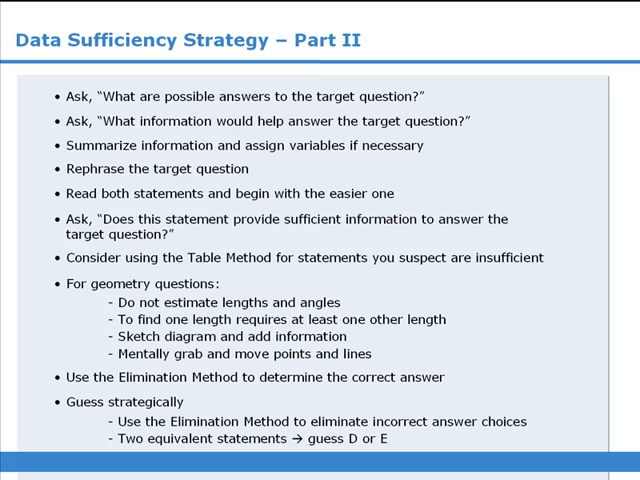 Data Sufficiency Strategy – Part II
• Ask, “What are possible answers to the target question?”
• Ask, “What information would help answer the target question?”
• Summarize information and assign variables if necessary
• Rephrase the target question
• Read both statements and begin with the easier one
• Ask, “Does this statement provide sufficient information to answer the
target question?”
• Consider using the Table Method for statements you suspect are insufficient
• For geometry questions:
- Do not estimate lengths and angles
- To find one length requires at least one other length
- Sketch diagram and add information
- Mentally grab and move points and lines
• Use the Elimination Method to determine the correct answer
• Guess strategically
- Use the Elimination Method to eliminate incorrect answer choices
- Two equivalent statements → guess D or E